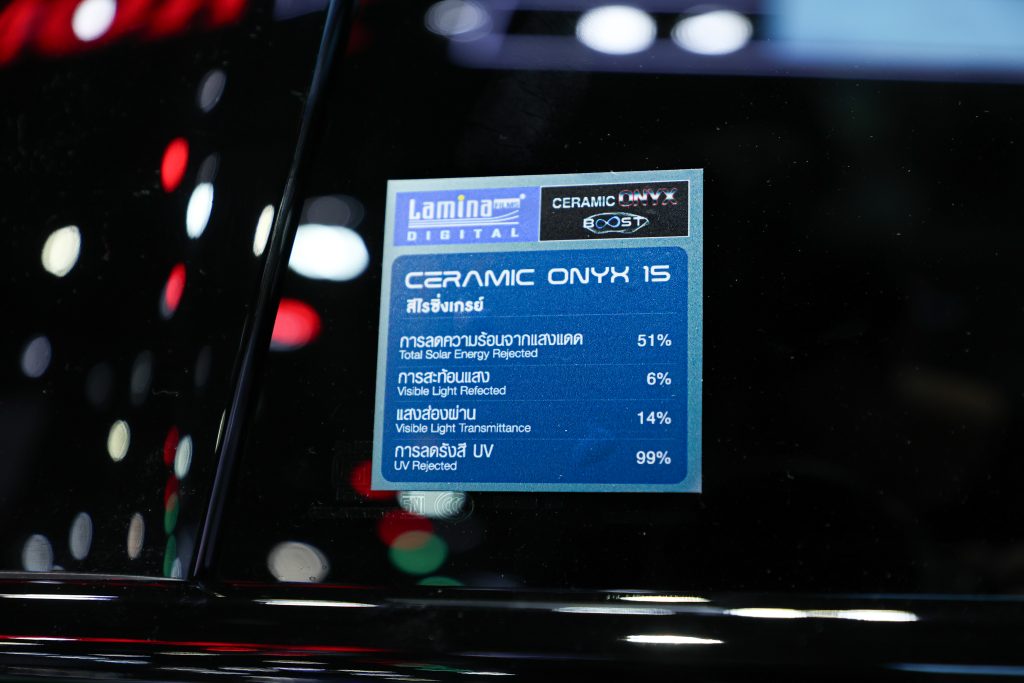 Lamina FILMS
DIGITAL
CERAMIC ONYX
BOOST
CERAMIC ONYX 15
สีไรซิ่งเกรย์
การลดความร้อนจากแสงแดด 51%
Total Solar Energy Rejected
การสะท้อนแสง 6%
Visible Light Refected
แสงส่องผ่าน 14%
Visible Light Transmittance
การลดรังสี UV 99%
UV Rejected